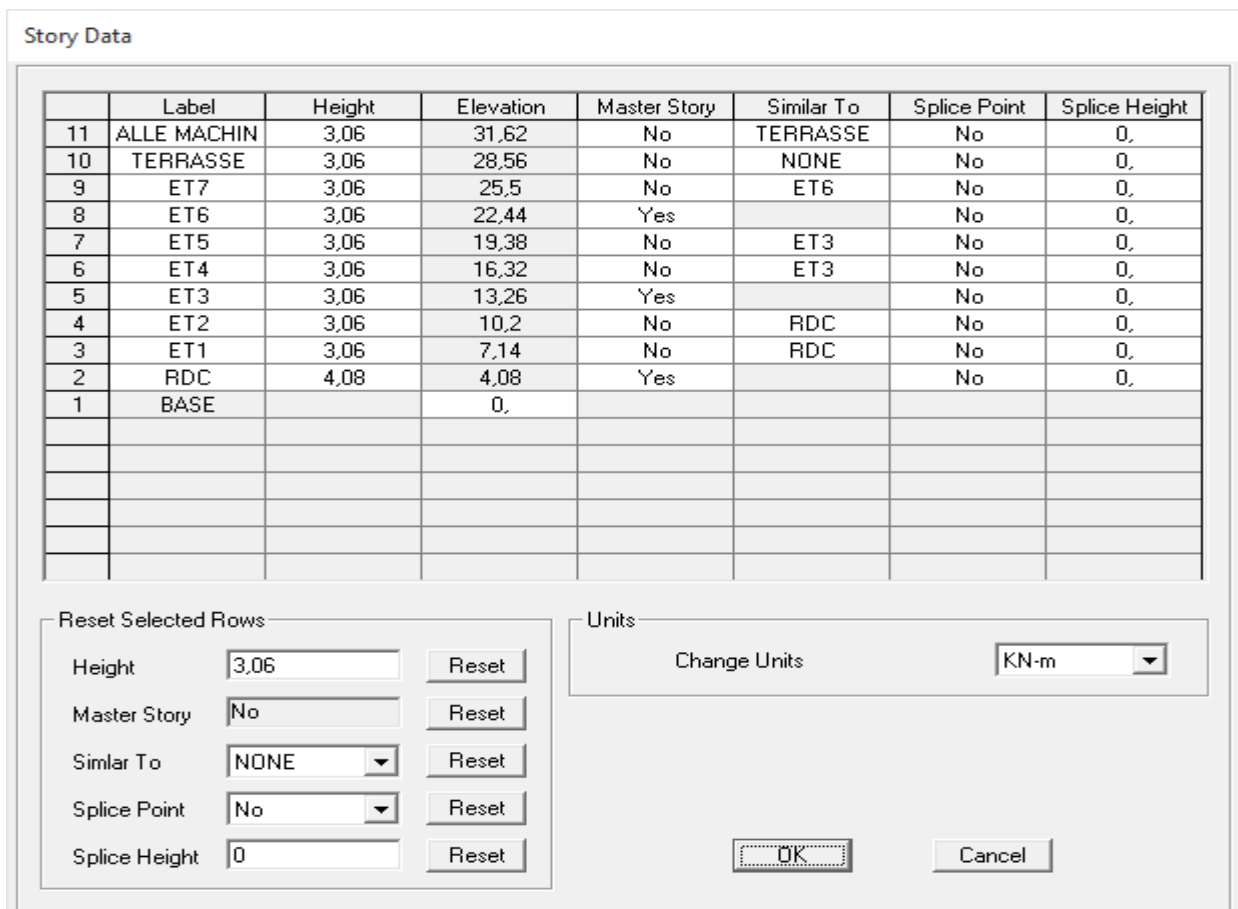 Story Data
Label Height Elevation Master Story Similar To Splice Point Splice Height
11 ALLE MACHIN 3,06 31,62 No TERRASSE No 0,
10 TERRASSE 3,06 28,56 No NONE No 0,
9 ET7 3,06 25,5 No ET6 No 0,
8 ET6 3,06 22,44 Yes No 0,
7 ET5 3,06 19,38 No ET3 No 0,
6 ET4 3,06 16,32 No ET3 No 0,
5 ET3 3,06 13,26 Yes No 0,
4 ET2 3,06 10,2 No RDC No 0,
3 ET1 3,06 7,14 No RDC No 0,
2 RDC 4,08 4,08 Yes No 0,
1 BASE 0,
Reset Selected Rows
Height 3,06 Reset
Master Story No Reset
Simlar To NONE Reset
Splice Point No Reset
Splice Height 0 Reset
Units
Change Units KN-m
OK Cancel